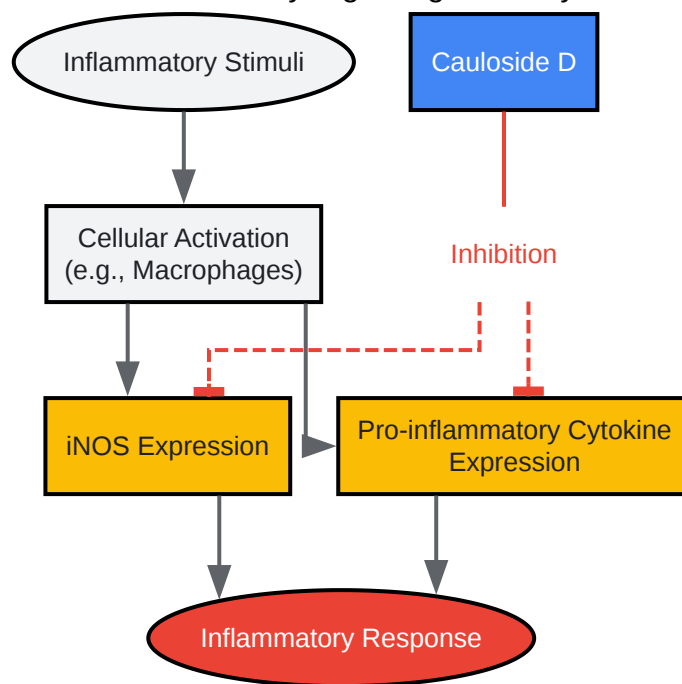 Inflammatory Stimuli
Cauloside D
Cellular Activation
(e.g., Macrophages)
Inhibition
iNOS Expression
Pro-inflammatory Cytokine
Expression
Inflammatory Response